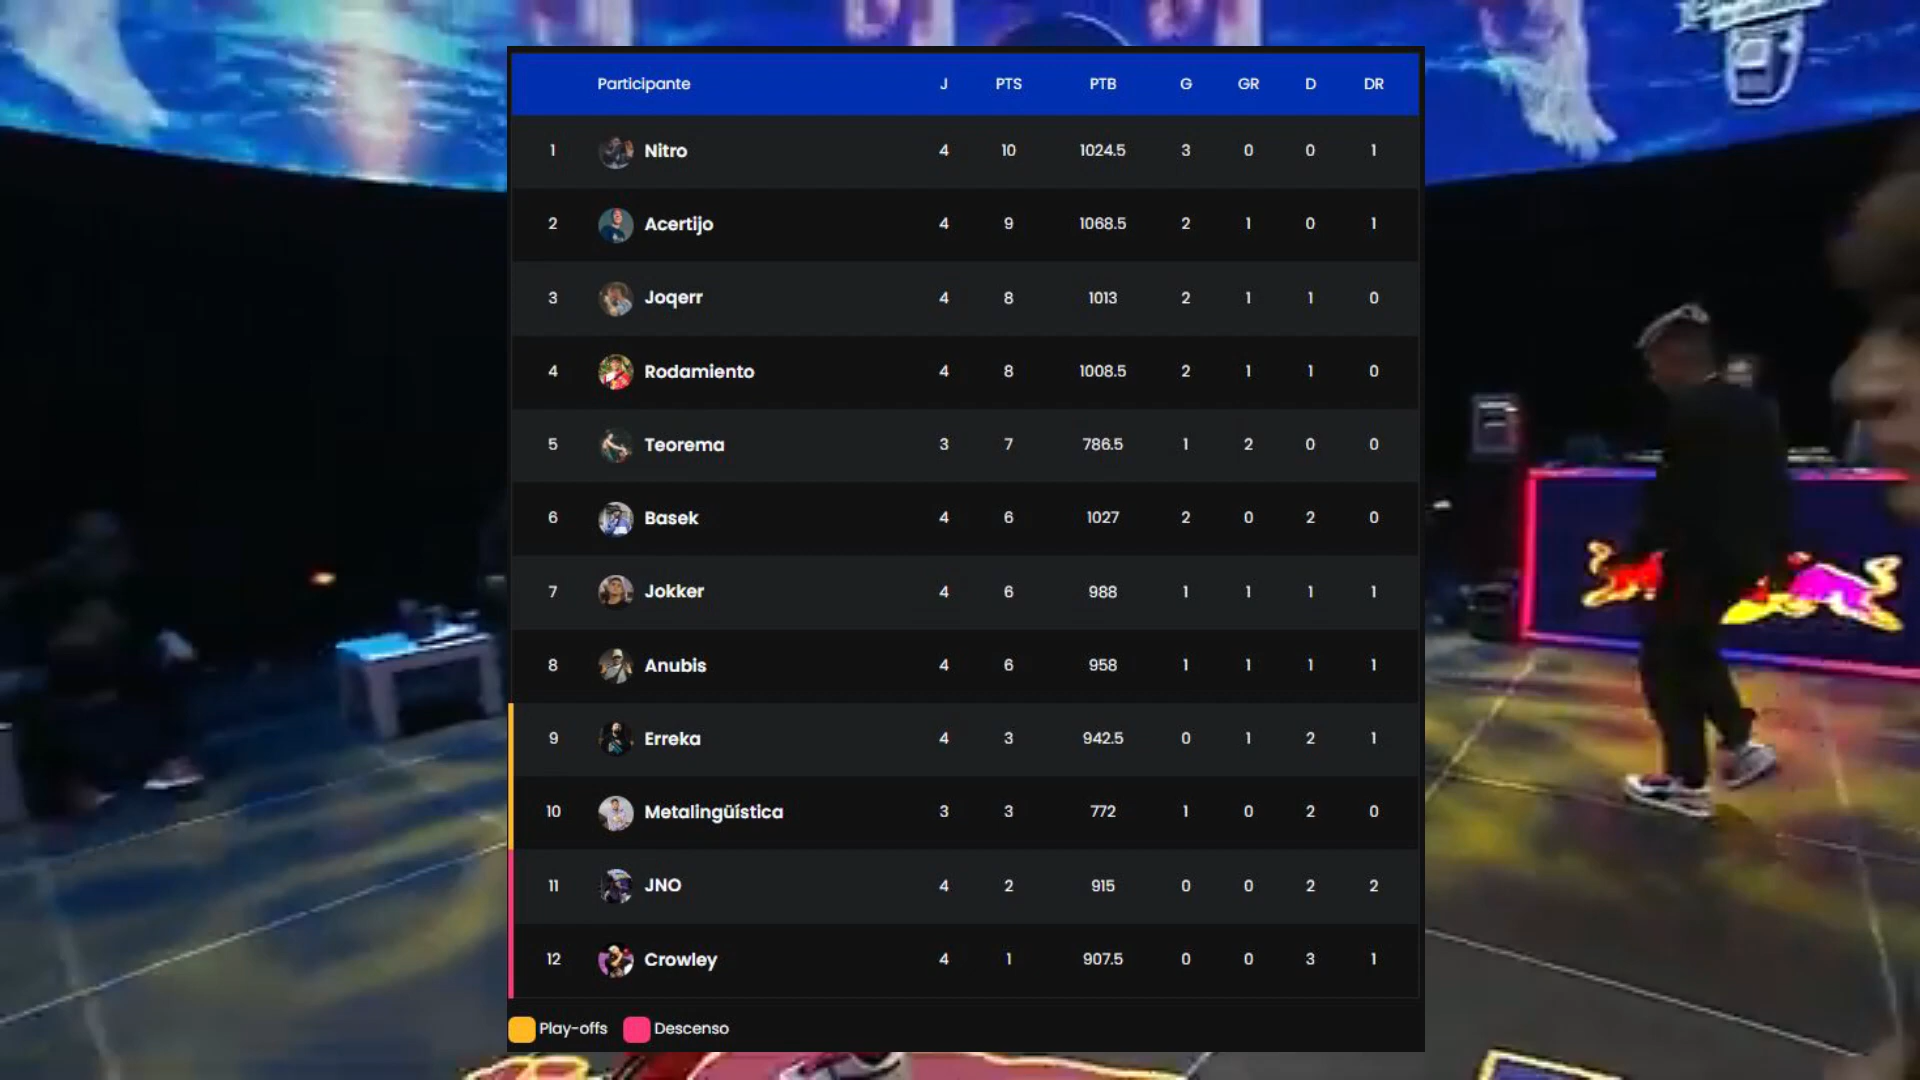 Participante J PTS PTB G GR D DR
1 Nitro 4 10 1024.5 3 0 0 1
2 Acertijo 4 9 1068.5 2 1 0 1
3 Joqerr 4 8 1013 2 1 1 0
4 Rodamiento 4 8 1008.5 2 1 1 0
5 Teorema 3 7 786.5 1 2 0 0
6 Basek 4 6 1027 2 0 2 0
7 Jokker 4 6 988 1 1 1 1
8 Anubis 4 6 958 1 1 1 1
9 Erreka 4 3 942.5 0 1 2 1
10 Metalingüística 3 3 772 1 0 2 0
11 JNO 4 2 915 0 0 2 2
12 Crowley 4 1 907.5 0 0 3 1
Play-offs Descenso